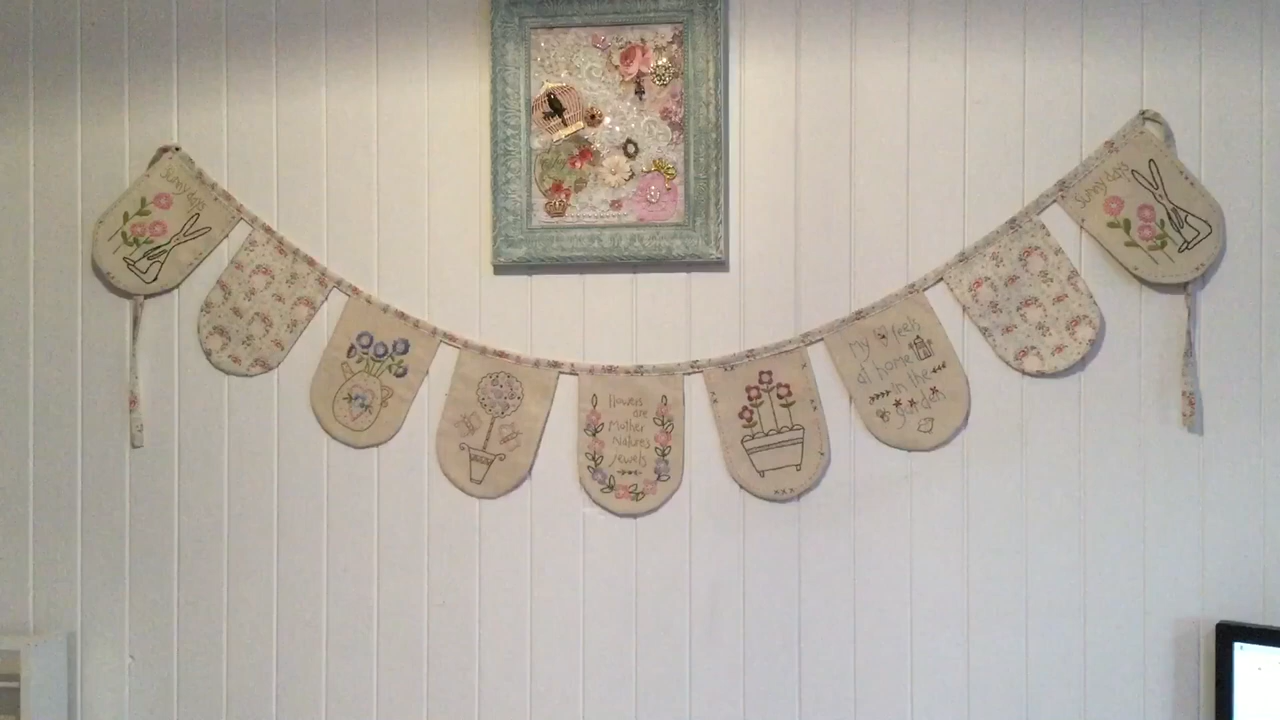 Sunny days
flowers
are
Mother
Natures
jewels
my feels
at home
in the
garden
Sunny days